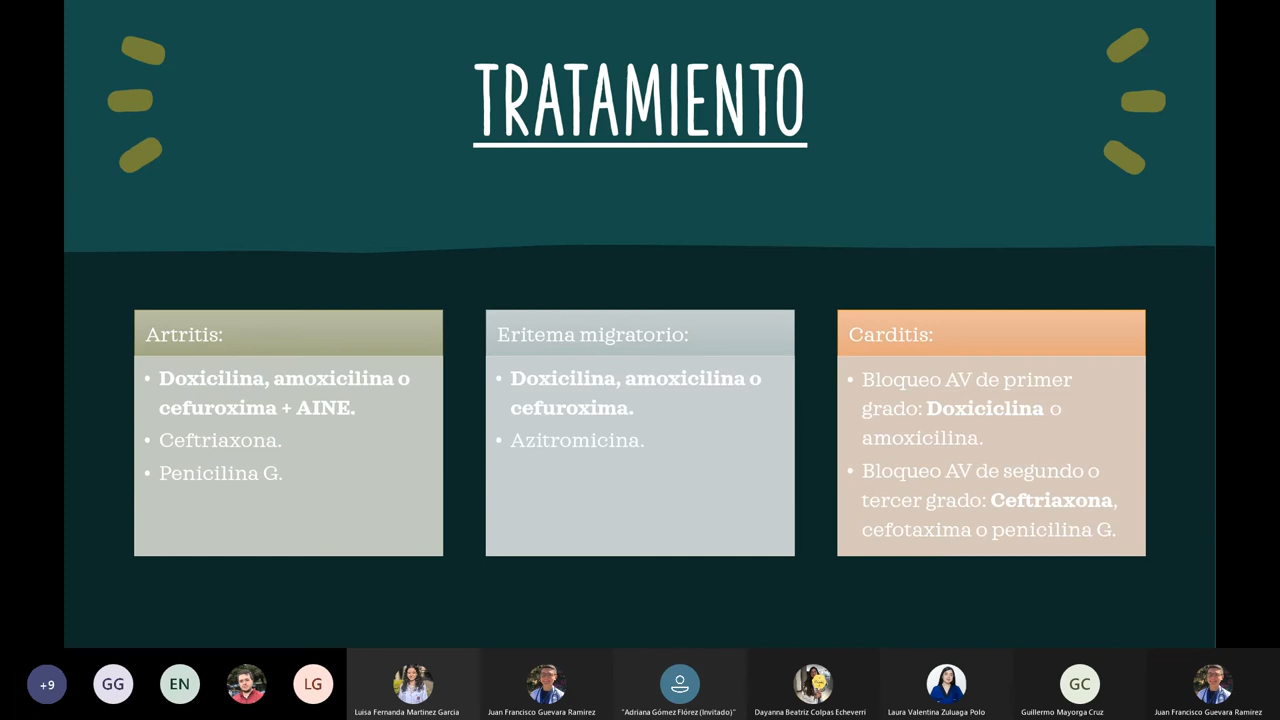 TRATAMIENTO
Artritis:
• Doxicilina, amoxicilina o
cefuroxima + AINE.
• Ceftriaxona.
• Penicilina G.
Eritema migratorio:
• Doxicilina, amoxicilina o
cefuroxima.
• Azitromicina.
Carditis:
• Bloqueo AV de primer
grado: Doxiciclina o
amoxicilina.
• Bloqueo AV de segundo o
tercer grado: Ceftriaxona,
cefotaxima o penicilina G.
+9
GG
EN
LG
Luisa Fernanda Martinez Garcia
Juan Francisco Guevara Ramirez
"Adriana Gómez Flórez (Invitado)"
Dayanna Beatriz Colpas Echeverri
Laura Valentina Zuluaga Polo
GC
Guillermo Mayorga Cruz
Juan Francisco Guevara Ramirez